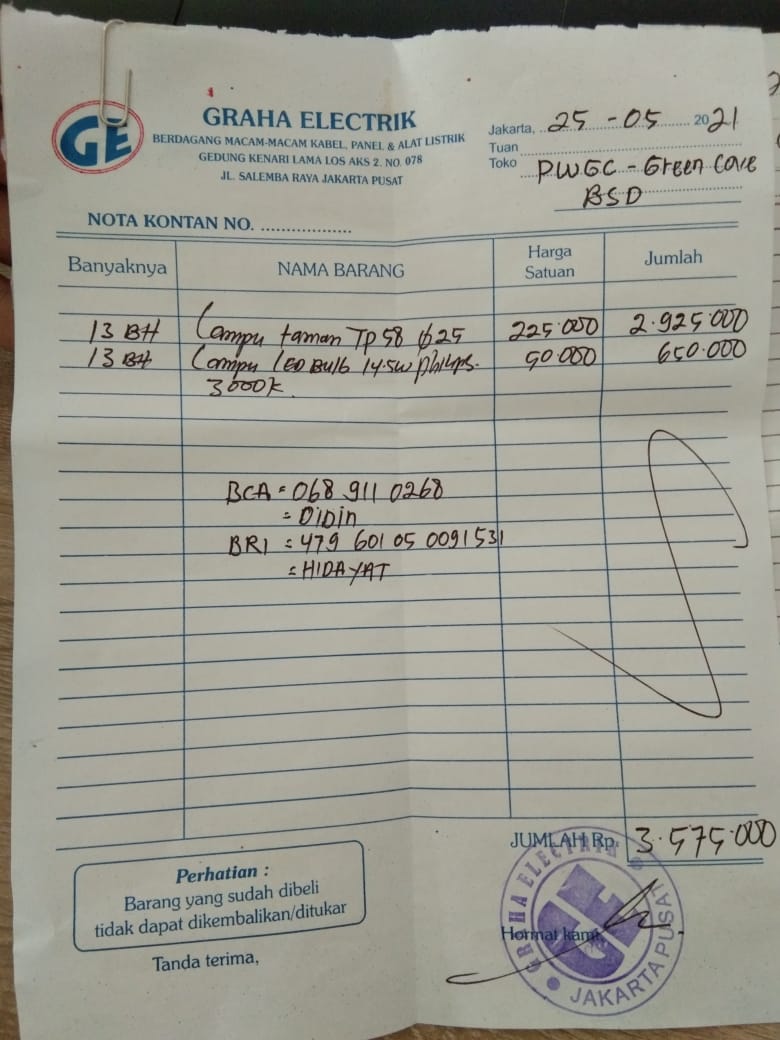 GE
GRAHA ELECTRIK
BERDAGANG MACAM-MACAM KABEL, PANEL & ALAT LISTRIK
GEDUNG KENARI LAMA LOS AKS 2. NO. 078
JL. SALEMBA RAYA JAKARTA PUSAT
Jakarta, 25 - 05 2021
Tuan
Toko PWGC - Green Cove
BSD
NOTA KONTAN NO. ....................
Banyaknya NAMA BARANG Harga Satuan Jumlah
13 BH Lampu taman TP 58 ϕ25 225.000 2.925.000
13 BH Lampu LED Bulb 14.5W philips. 50.000 650.000
3000K.
BCA = 068 911 0268
= DIDIN
BRI = 479 601 05 0091 531
= HIDAYAT
JUMLAH Rp. 3.575.000
Perhatian :
Barang yang sudah dibeli
tidak dapat dikembalikan/ditukar
Tanda terima,
Hormat kami,
GRAHA ELECTRIK
GE
JAKARTA PUSAT